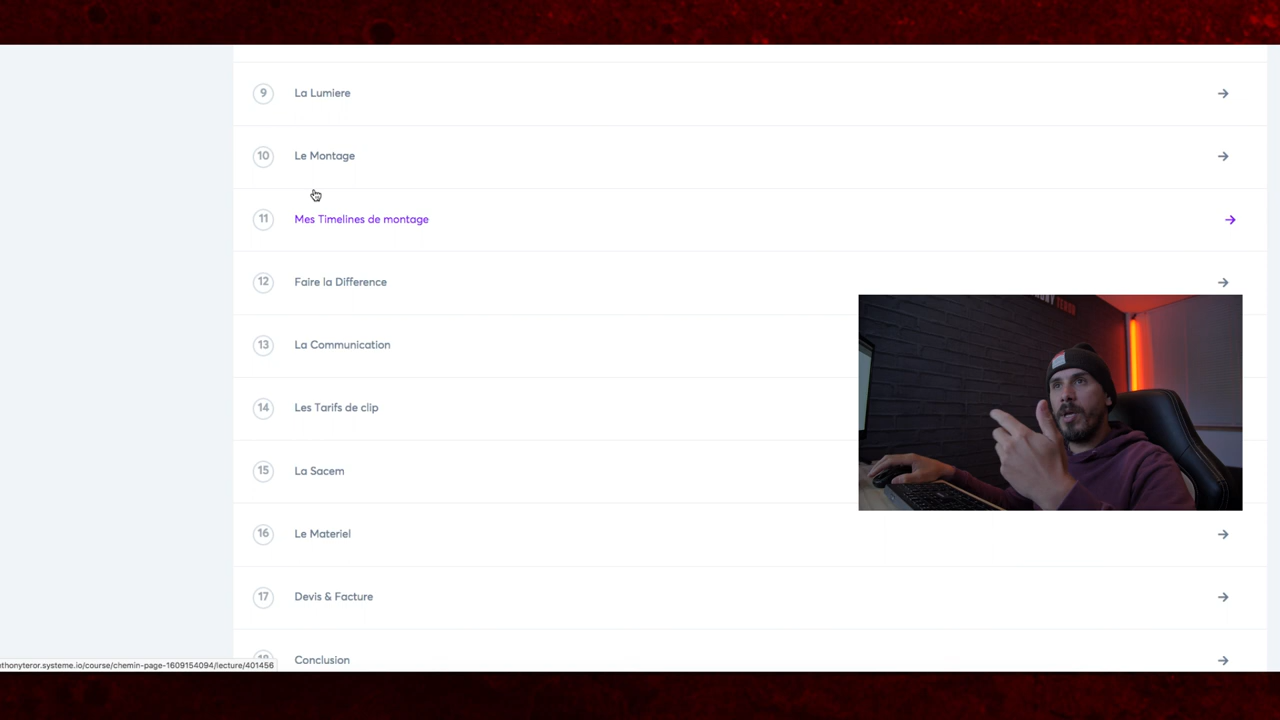 9 La Lumiere
10 Le Montage
11 Mes Timelines de montage
12 Faire la Difference
13 La Communication
14 Les Tarifs de clip
15 La Sacem
16 Le Materiel
17 Devis & Facture
18 Conclusion
thonyteror.systeme.io/course/chemin-page-1609154094/lecture/401456